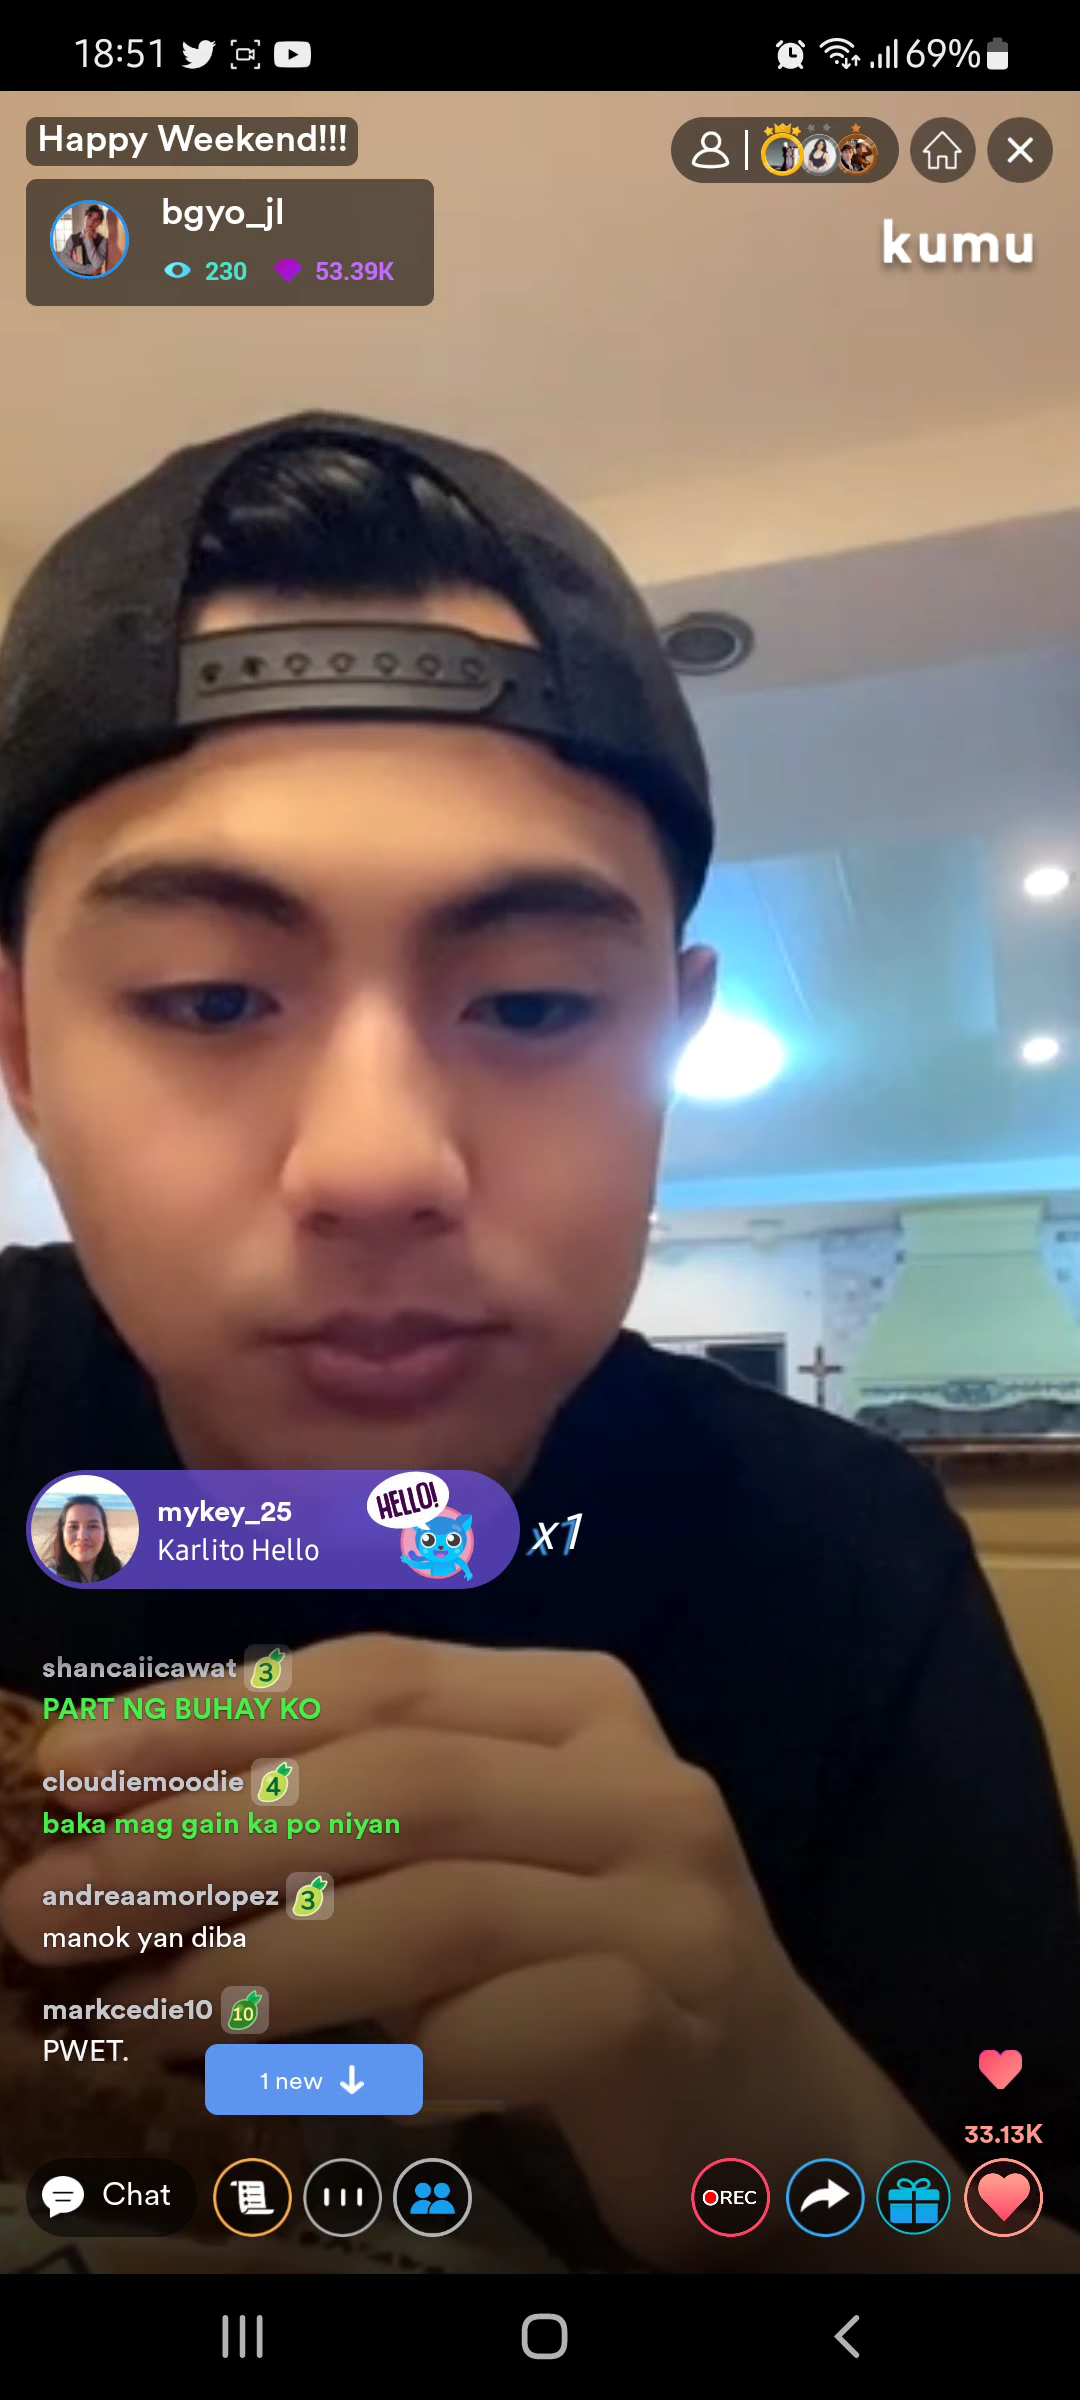 18:51 69%
Happy Weekend!!!
bgyo_jl
230 53.39K
kumu
mykey_25
Karlito Hello
HELLO!
x1
shancaiicawat 3
PART NG BUHAY KO
cloudiemoodie 4
baka mag gain ka po niyan
andreaamorlopez 3
manok yan diba
markcedie10 10
PWET.
1 new
33.13K
Chat
REC